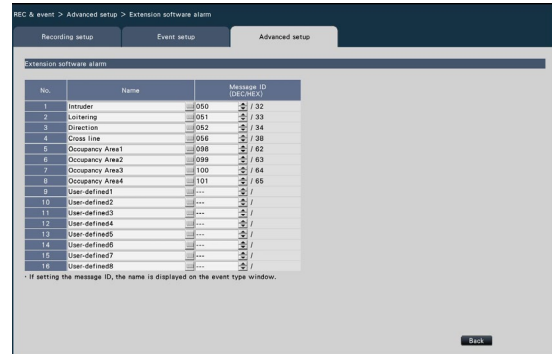 REC & event > Advanced setup > Extension software alarm
Recording setup Event setup Advanced setup
Extension software alarm
No. Name Message ID
(DEC/HEX)
1 Intruder 050 / 32
2 Loitering 051 / 33
3 Direction 052 / 34
4 Cross line 056 / 38
5 Occupancy Area1 098 / 62
6 Occupancy Area2 099 / 63
7 Occupancy Area3 100 / 64
8 Occupancy Area4 101 / 65
9 User-defined1 --- /
10 User-defined2 --- /
11 User-defined3 --- /
12 User-defined4 --- /
13 User-defined5 --- /
14 User-defined6 --- /
15 User-defined7 --- /
16 User-defined8 --- /
· If setting the message ID, the name is displayed on the event type window.
Back